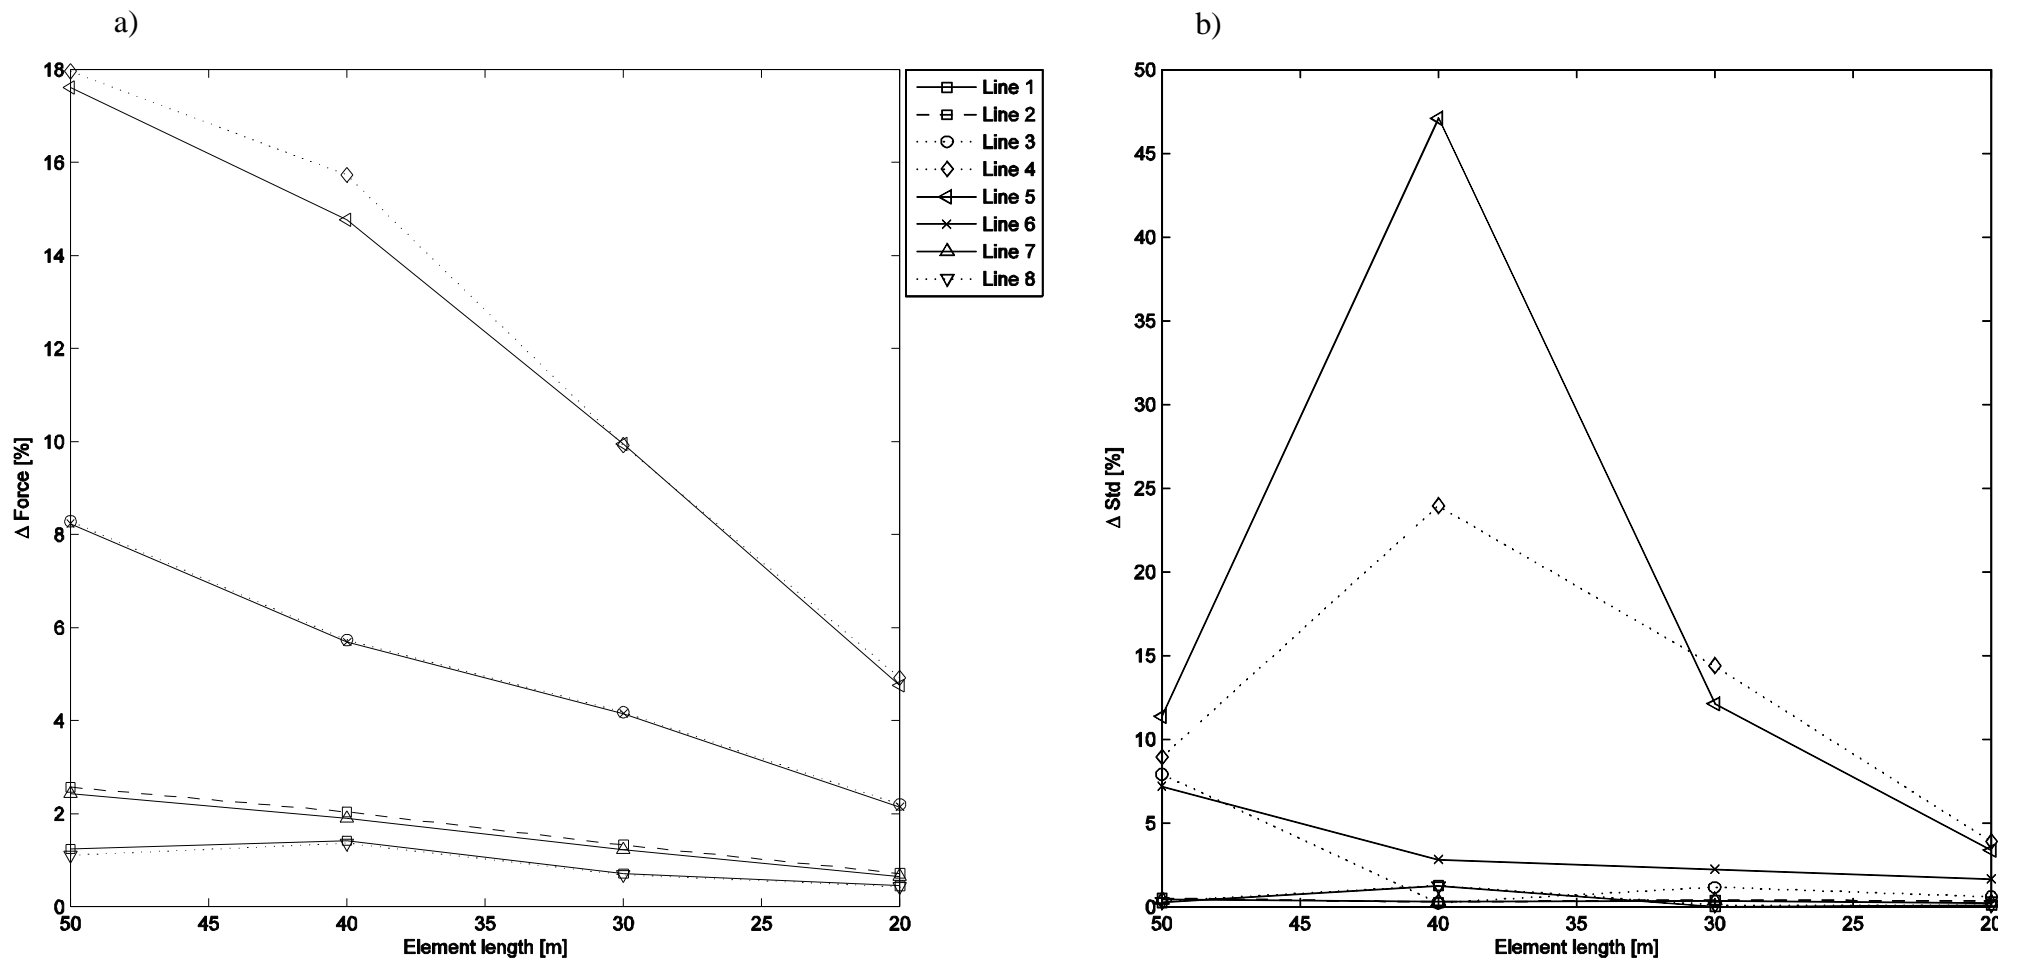 a)
18
16
14
12
10
8
6
4
2
0
Δ Force [%]
50 45 40 35 30 25 20
Element length [m]
Line 1
Line 2
Line 3
Line 4
Line 5
Line 6
Line 7
Line 8
b)
50
45
40
35
30
25
20
15
10
5
0
Δ Std [%]
50 45 40 35 30 25 20
Element length [m]